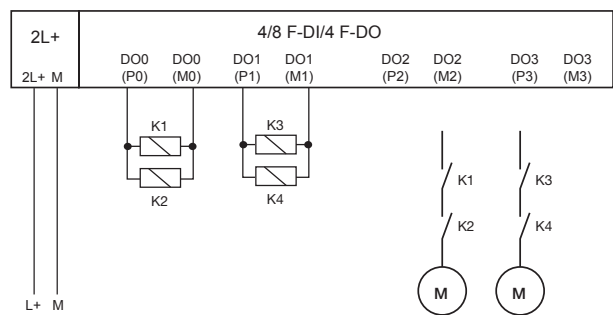 2L+
4/8 F-DI/4 F-DO
2L+ M
DO0 DO0 DO1 DO1 DO2 DO2 DO3 DO3
(P0) (M0) (P1) (M1) (P2) (M2) (P3) (M3)
K1 K3
K2 K4
K1 K3
K2 K4
M M
L+ M